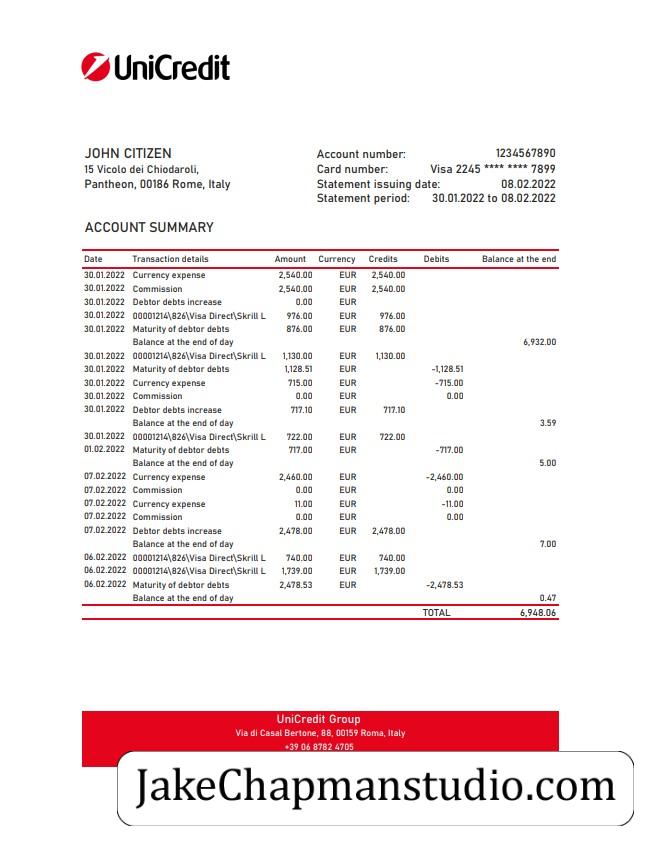 UniCredit
JOHN CITIZEN
15 Vicolo dei Chiodaroli,
Pantheon, 00186 Rome, Italy
Account number: 1234567890
Card number: Visa 2245 **** **** 7899
Statement issuing date: 08.02.2022
Statement period: 30.01.2022 to 08.02.2022
ACCOUNT SUMMARY
Date Transaction details Amount Currency Credits Debits Balance at the end
30.01.2022 Currency expense 2,540.00 EUR 2,540.00
30.01.2022 Commission 2,540.00 EUR 2,540.00
30.01.2022 Debtor debts increase 0.00 EUR
30.01.2022 00001214\826\Visa Direct\Skrill L 976.00 EUR 976.00
30.01.2022 Maturity of debtor debts 876.00 EUR 876.00
Balance at the end of day 6,932.00
30.01.2022 00001214\826\Visa Direct\Skrill L 1,130.00 EUR 1,130.00
30.01.2022 Maturity of debtor debts 1,128.51 EUR -1,128.51
30.01.2022 Currency expense 715.00 EUR -715.00
30.01.2022 Commission 0.00 EUR 0.00
30.01.2022 Debtor debts increase 717.10 EUR 717.10
Balance at the end of day 3.59
30.01.2022 00001214\826\Visa Direct\Skrill L 722.00 EUR 722.00
01.02.2022 Maturity of debtor debts 717.00 EUR -717.00
Balance at the end of day 5.00
07.02.2022 Currency expense 2,460.00 EUR -2,460.00
07.02.2022 Commission 0.00 EUR 0.00
07.02.2022 Currency expense 11.00 EUR -11.00
07.02.2022 Commission 0.00 EUR 0.00
07.02.2022 Debtor debts increase 2,478.00 EUR 2,478.00
Balance at the end of day 7.00
06.02.2022 00001214\826\Visa Direct\Skrill L 740.00 EUR 740.00
06.02.2022 00001214\826\Visa Direct\Skrill L 1,739.00 EUR 1,739.00
06.02.2022 Maturity of debtor debts 2,478.53 EUR -2,478.53
Balance at the end of day 0.47
TOTAL 6,948.06
UniCredit Group
Via di Casal Bertone, 88, 00159 Roma, Italy
+39 06 8782 4705
JakeChapmanstudio.com